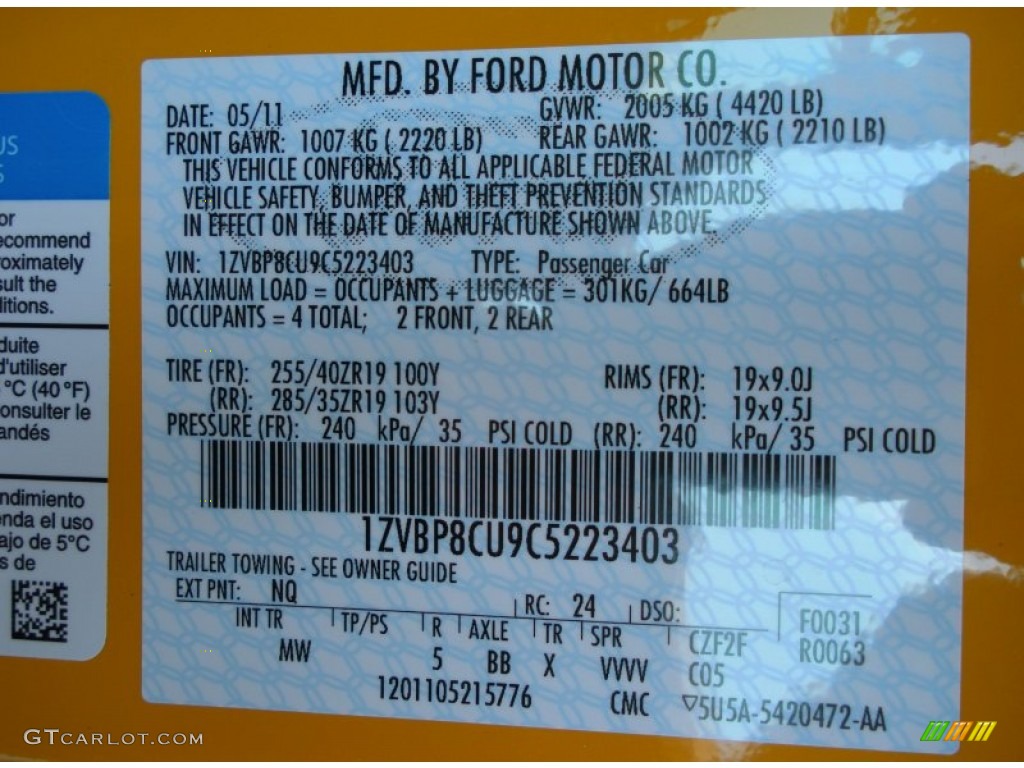 MFD. BY FORD MOTOR CO.
DATE: 05/11 GVWR: 2005 KG ( 4420 LB)
FRONT GAWR: 1007 KG ( 2220 LB) REAR GAWR: 1002 KG ( 2210 LB)
THIS VEHICLE CONFORMS TO ALL APPLICABLE FEDERAL MOTOR
VEHICLE SAFETY, BUMPER, AND THEFT PREVENTION STANDARDS
IN EFFECT ON THE DATE OF MANUFACTURE SHOWN ABOVE.
VIN: 1ZVBP8CU9C5223403 TYPE: Passenger Car
MAXIMUM LOAD = OCCUPANTS + LUGGAGE = 301KG/ 664LB
OCCUPANTS = 4 TOTAL; 2 FRONT, 2 REAR
TIRE (FR): 255/40ZR19 100Y RIMS (FR): 19x9.0J
(RR): 285/35ZR19 103Y (RR): 19x9.5J
PRESSURE (FR): 240 kPa/ 35 PSI COLD (RR): 240 kPa/ 35 PSI COLD
1ZVBP8CU9C5223403
TRAILER TOWING - SEE OWNER GUIDE
EXT PNT: NQ RC: 24 DSO: F0031
INT TR TP/PS R AXLE TR SPR CZF2F R0063
MW 5 BB X VVVV C05
1201105215776 CMC ▽5U5A-5420472-AA
US
S
or
ecommend
roximately
sult the
litions.
duite
d'utiliser
°C (40 °F)
onsulter le
andés
ndimiento
enda el uso
ajo de 5°C
s de
GTCARLOT.COM